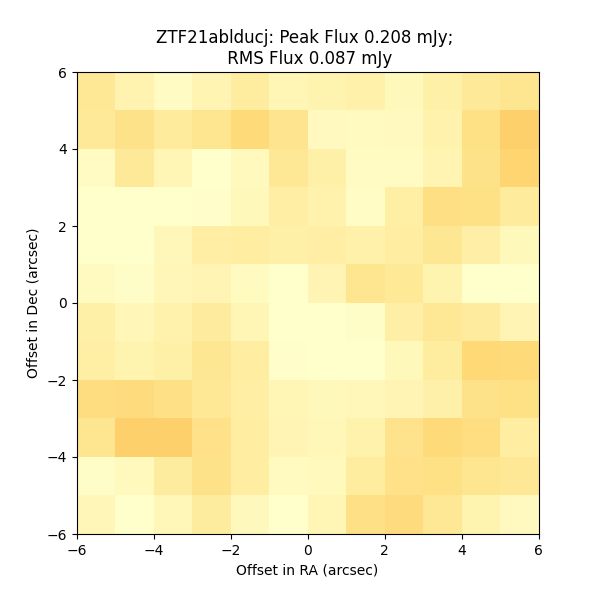 ZTF21ablducj: Peak Flux 0.208 mJy;
RMS Flux 0.087 mJy
6
4
2
0
−2
−4
−6
Offset in Dec (arcsec)
−6 −4 −2 0 2 4 6
Offset in RA (arcsec)